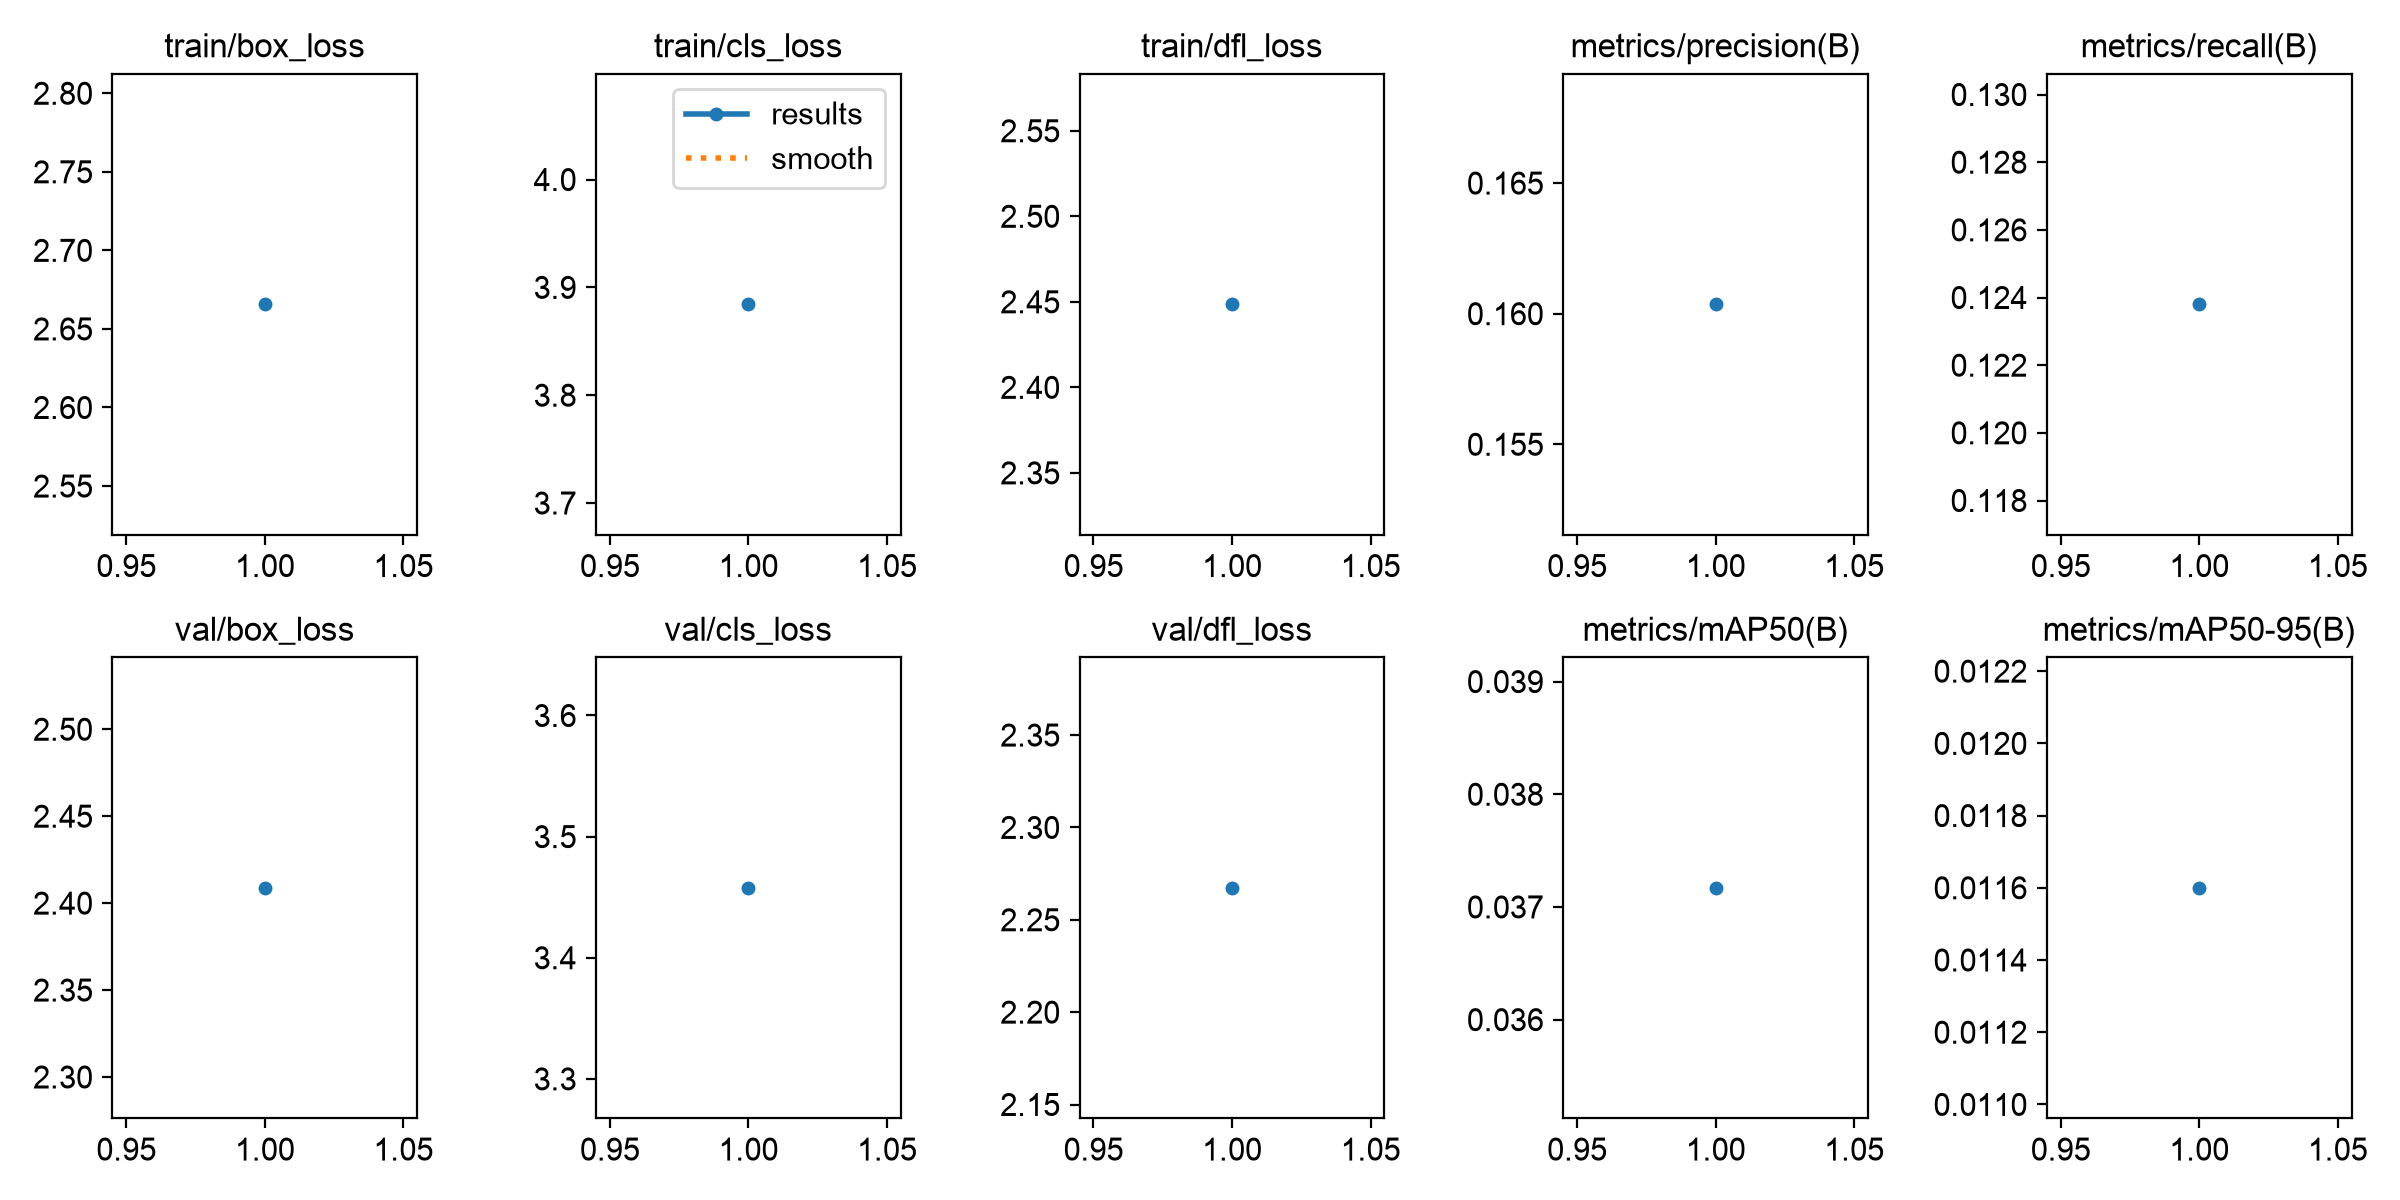 train/box_loss
2.80
2.75
2.70
2.65
2.60
2.55
0.95 1.00 1.05
train/cls_loss
results
smooth
4.0
3.9
3.8
3.7
0.95 1.00 1.05
train/dfl_loss
2.55
2.50
2.45
2.40
2.35
0.95 1.00 1.05
metrics/precision(B)
0.165
0.160
0.155
0.95 1.00 1.05
metrics/recall(B)
0.130
0.128
0.126
0.124
0.122
0.120
0.118
0.95 1.00 1.05
val/box_loss
2.50
2.45
2.40
2.35
2.30
0.95 1.00 1.05
val/cls_loss
3.6
3.5
3.4
3.3
0.95 1.00 1.05
val/dfl_loss
2.35
2.30
2.25
2.20
2.15
0.95 1.00 1.05
metrics/mAP50(B)
0.039
0.038
0.037
0.036
0.95 1.00 1.05
metrics/mAP50-95(B)
0.0122
0.0120
0.0118
0.0116
0.0114
0.0112
0.0110
0.95 1.00 1.05